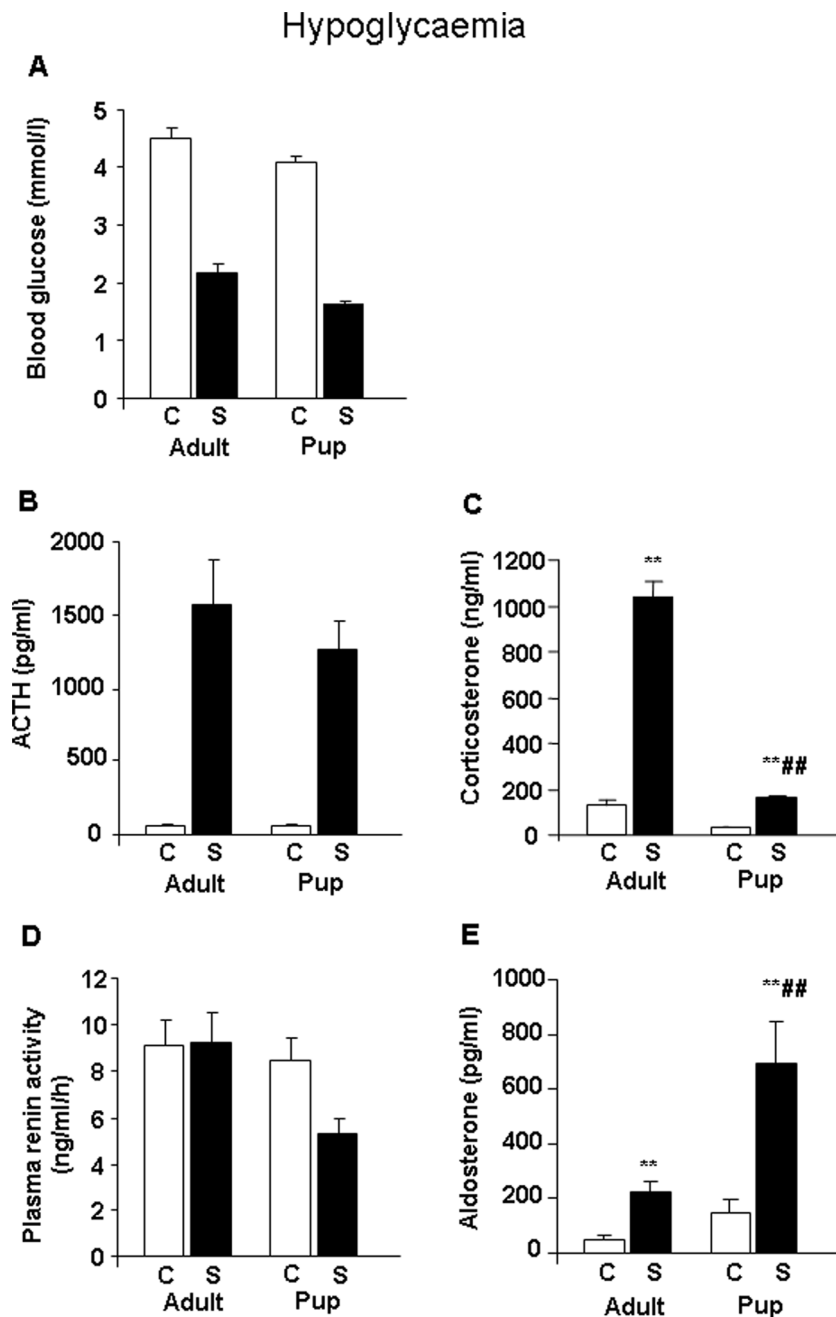 Hypoglycaemia
A
Blood glucose (mmol/l)
5
4
3
2
1
0
C S C S
Adult Pup
B
ACTH (pg/ml)
2000
1500
1000
500
0
C S C S
Adult Pup
C
Corticosterone (ng/ml)
1200
1000
800
600
400
200
0
**
**##
C S C S
Adult Pup
D
Plasma renin activity
(ng/ml/h)
12
10
8
6
4
2
0
C S C S
Adult Pup
E
Aldosterone (pg/ml)
1000
800
600
400
200
0
**
**##
C S C S
Adult Pup